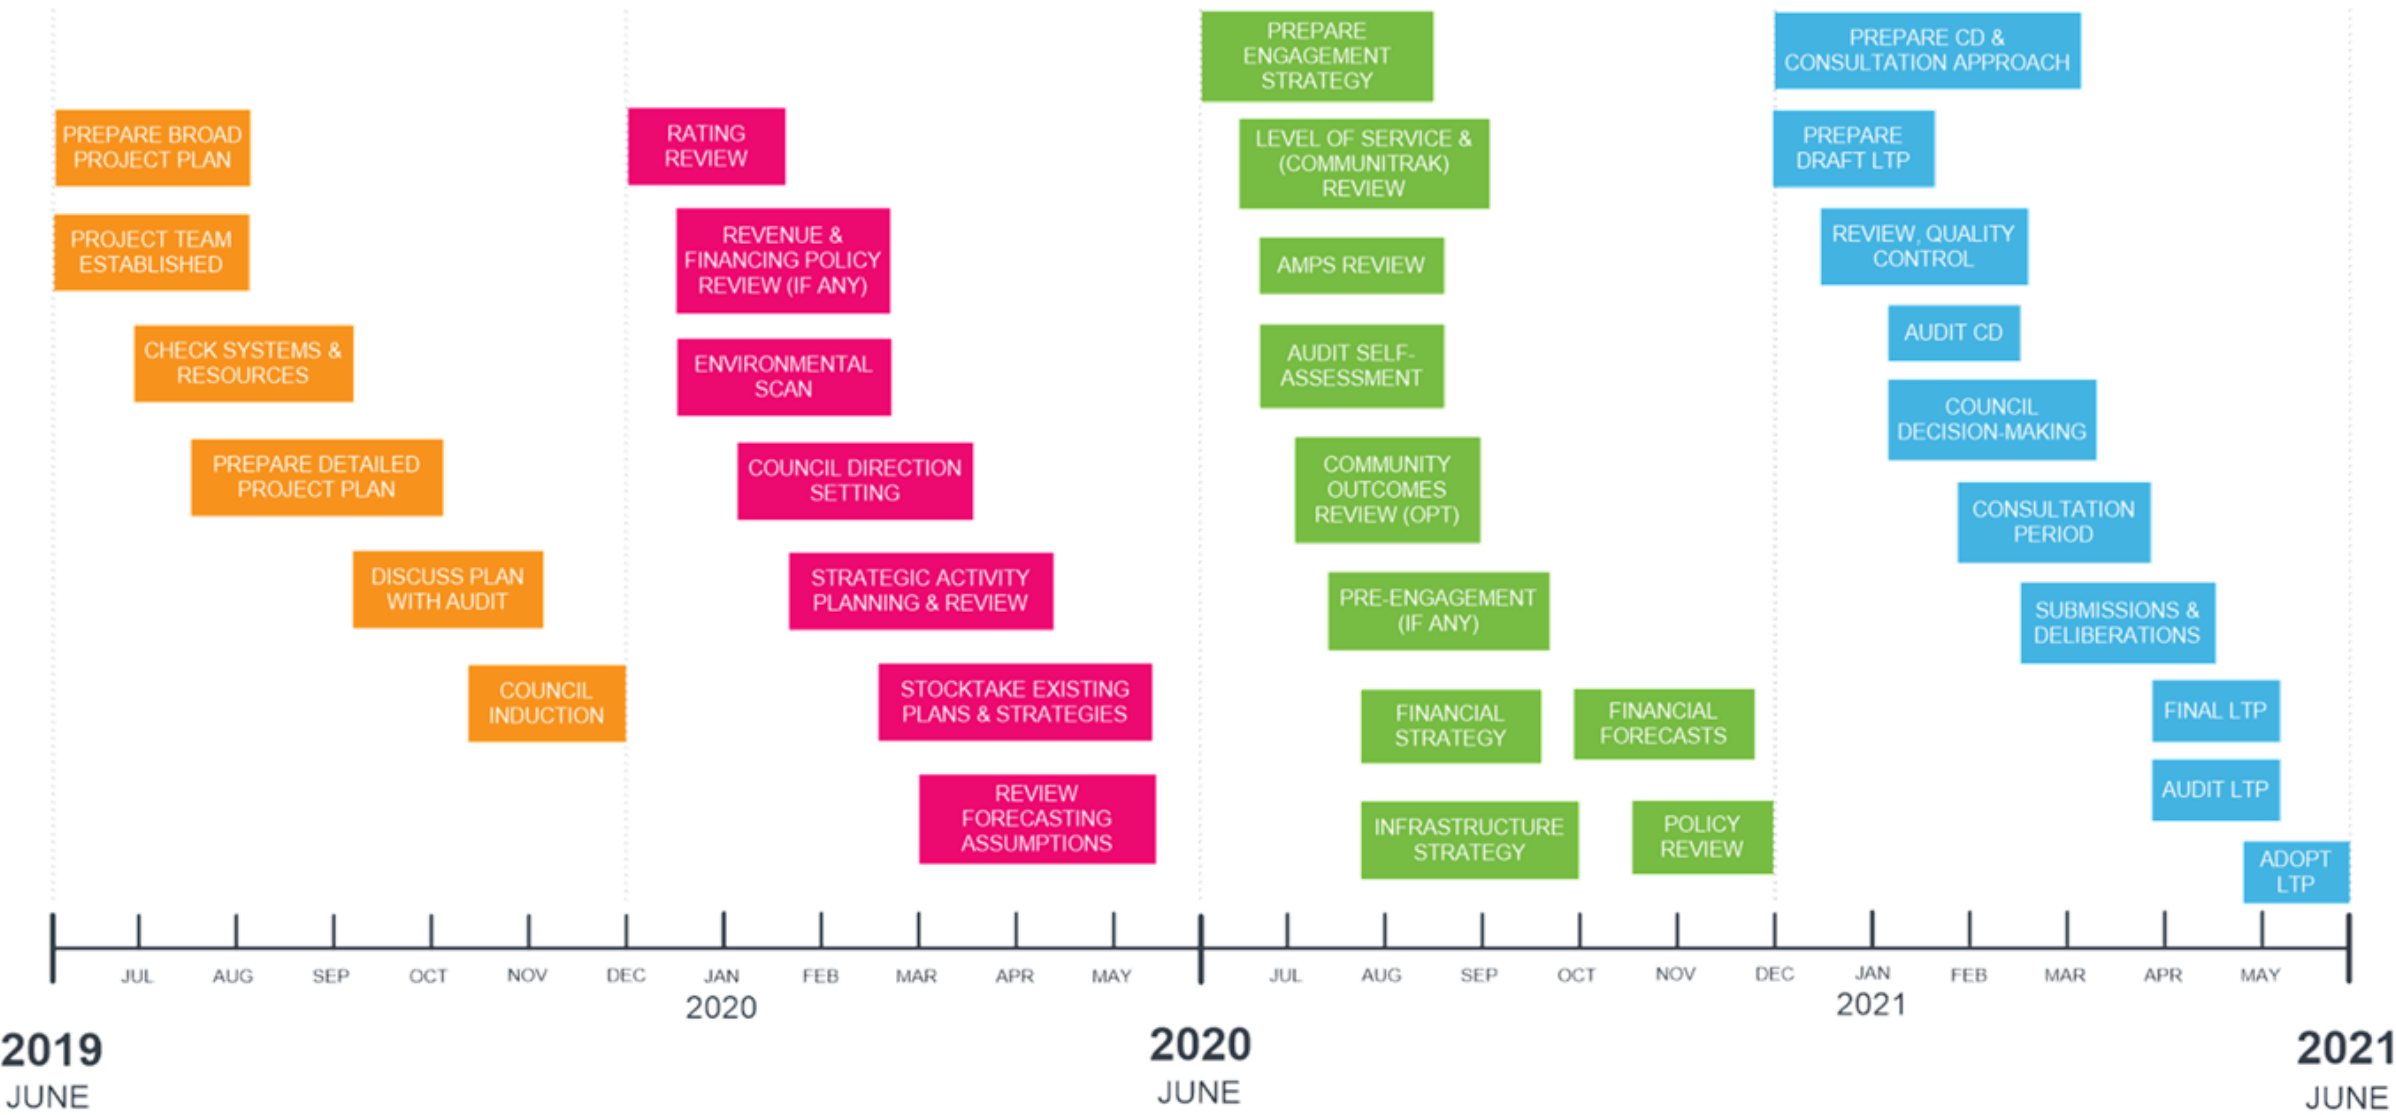 PREPARE BROAD
PROJECT PLAN
PROJECT TEAM
ESTABLISHED
CHECK SYSTEMS &
RESOURCES
PREPARE DETAILED
PROJECT PLAN
DISCUSS PLAN
WITH AUDIT
COUNCIL
INDUCTION
RATING
REVIEW
REVENUE &
FINANCING POLICY
REVIEW (IF ANY)
ENVIRONMENTAL
SCAN
COUNCIL DIRECTION
SETTING
STRATEGIC ACTIVITY
PLANNING & REVIEW
STOCKTAKE EXISTING
PLANS & STRATEGIES
REVIEW
FORECASTING
ASSUMPTIONS
PREPARE
ENGAGEMENT
STRATEGY
LEVEL OF SERVICE &
(COMMUNITRAK)
REVIEW
AMPS REVIEW
AUDIT SELF-
ASSESSMENT
COMMUNITY
OUTCOMES
REVIEW (OPT)
PRE-ENGAGEMENT
(IF ANY)
FINANCIAL
STRATEGY
FINANCIAL
FORECASTS
INFRASTRUCTURE
STRATEGY
POLICY
REVIEW
PREPARE CD &
CONSULTATION APPROACH
PREPARE
DRAFT LTP
REVIEW, QUALITY
CONTROL
AUDIT CD
COUNCIL
DECISION-MAKING
CONSULTATION
PERIOD
SUBMISSIONS &
DELIBERATIONS
FINAL LTP
AUDIT LTP
ADOPT
LTP
JUL AUG SEP OCT NOV DEC JAN FEB MAR APR MAY JUL AUG SEP OCT NOV DEC JAN FEB MAR APR MAY
2020 2021
2019 2020 2021
JUNE JUNE JUNE